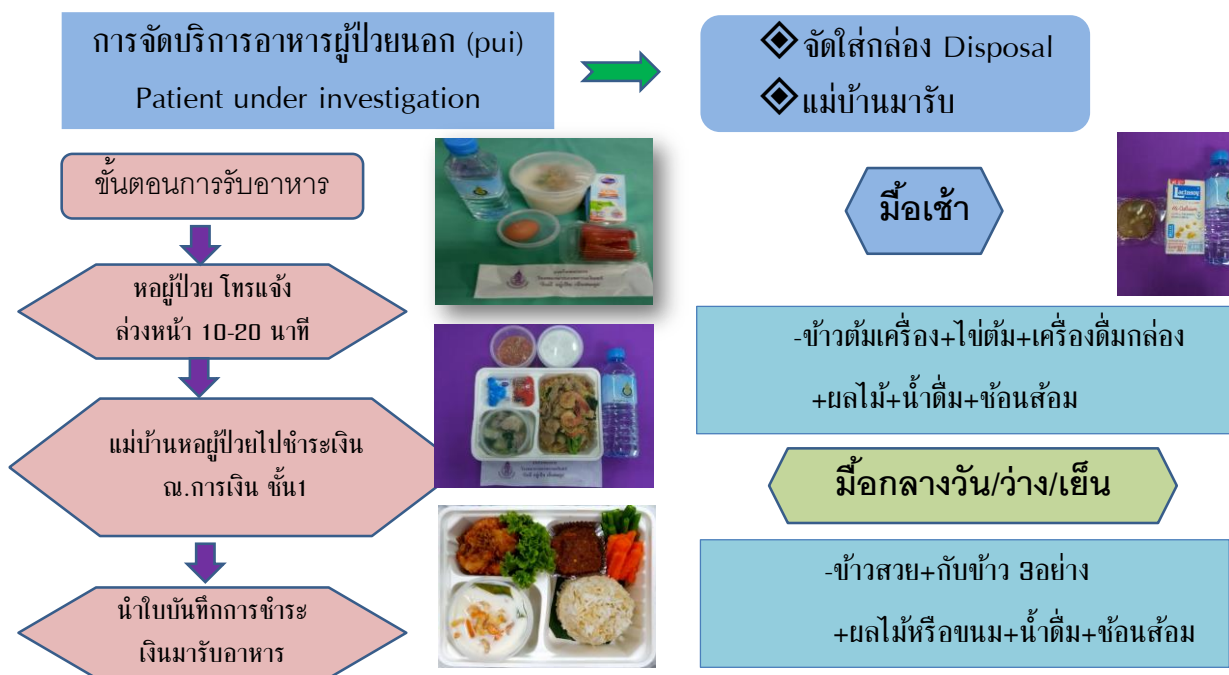 การจัดบริการอาหารผู้ป่วยนอก (pui)
Patient under investigation
จัดใส่กล่อง Disposal
แม่บ้านมารับ
ขั้นตอนการรับอาหาร
หอผู้ป่วย โทรแจ้ง
ล่วงหน้า 10-20 นาที
แม่บ้านหอผู้ป่วยไปชำระเงิน
ณ.การเงิน ชั้น1
นำใบบันทึกการชำระ
เงินมารับอาหาร
มื้อเช้า
Lactasoy
-ข้าวต้มเครื่อง+ไข่ต้ม+เครื่องดื่มกล่อง
+ผลไม้+น้ำดื่ม+ช้อนส้อม
มื้อกลางวัน/ว่าง/เย็น
-ข้าวสวย+กับข้าว 3อย่าง
+ผลไม้หรือขนม+น้ำดื่ม+ช้อนส้อม